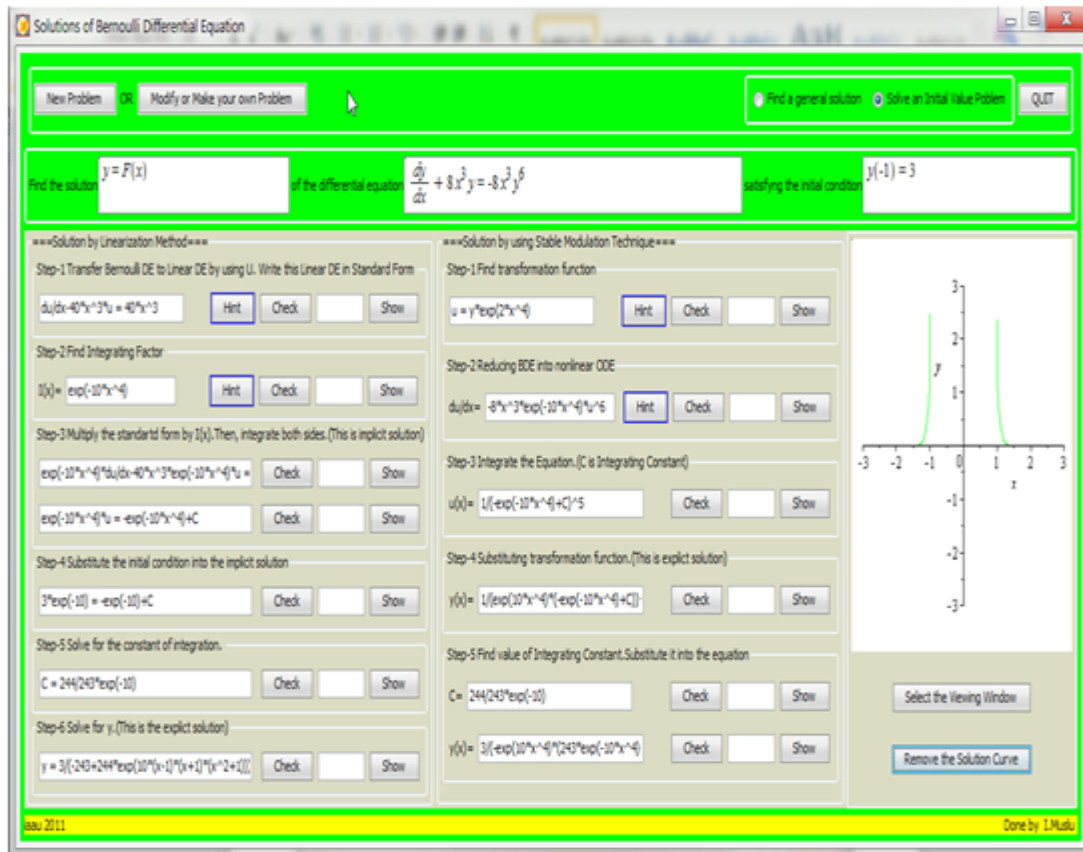 Solutions of Bernoulli Differential Equation
New Problem OR Modify or Make your own Problem
Find a general solution Solve an Initial Value Poblem QUIT
Find the solution y = F(x) of the differential equation dy/dx + 8x^3 y = -8x^3 y^6 satisfyng the initial condition y(-1) = 3
===Solution by Linearization Method===
Step-1 Transfer Bernoulli DE to Linear DE by using U. Write this Linear DE in Standard Form
du/dx-40*x^3*u = 40*x^3 Hint Check Show
Step-2 Find Integrating Factor
I(x)= exp(-10*x^4) Hint Check Show
Step-3 Multiply the standartd form by I(x).Then, integrate both sides.(This is implicit solution)
exp(-10*x^4)*du/dx-40*x^3*exp(-10*x^4)*u = Check Show
exp(-10*x^4)*u = -exp(-10*x^4)+C Check Show
Step-4 Substitute the initial condition into the implicit solution
3*exp(-10) = -exp(-10)+C Check Show
Step-5 Solve for the constant of integration.
C = 244/243*exp(-10) Check Show
Step-6 Solve for y.(This is the explict solution)
y = 3/(-243+244*exp(10*(x-1)*(x+1)*(x^2+1))) Check Show
===Solution by using Stable Modulation Technique===
Step-1 Find transformation function
u = y*exp(2*x^4) Hint Check Show
Step-2 Reducing BDE into nonlinear ODE
du/dx= -8*x^3*exp(-10*x^4)*u^6 Hint Check Show
Step-3 Integrate the Equation.(C is Integrating Constant)
u(x)= 1/(-exp(-10*x^4)+C)^5 Check Show
Step-4 Substituting transformation function.(This is explict solution)
y(x)= 1/(exp(10*x^4)*(-exp(-10*x^4)+C))^ Check Show
Step-5 Find value of Integrating Constant.Substitute it into the equation
C= 244/243*exp(-10) Check Show
y(x)= 3/(-exp(10*x^4)*(243*exp(-10*x^4) Check Show
3
2
y
1
-3 -2 -1 0 1 2 3
x
-1
-2
-3
Select the Viewing Window
Remove the Solution Curve
iaau 2011 Done by I.Muslu